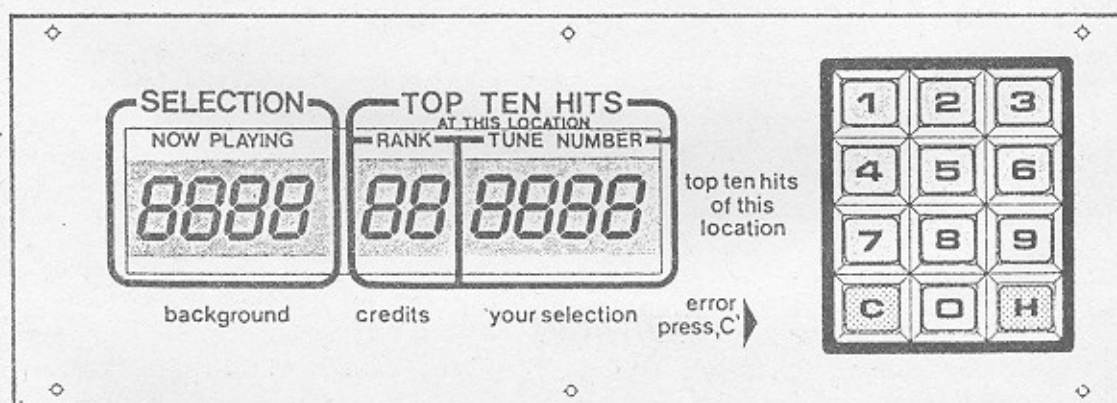 SELECTION
TOP TEN HITS
AT THIS LOCATION
NOW PLAYING
RANK
TUNE NUMBER
8888
88
8888
top ten hits
of this
location
background
credits
'your selection
error
press‚C'
1 2 3
4 5 6
7 8 9
C 0 H